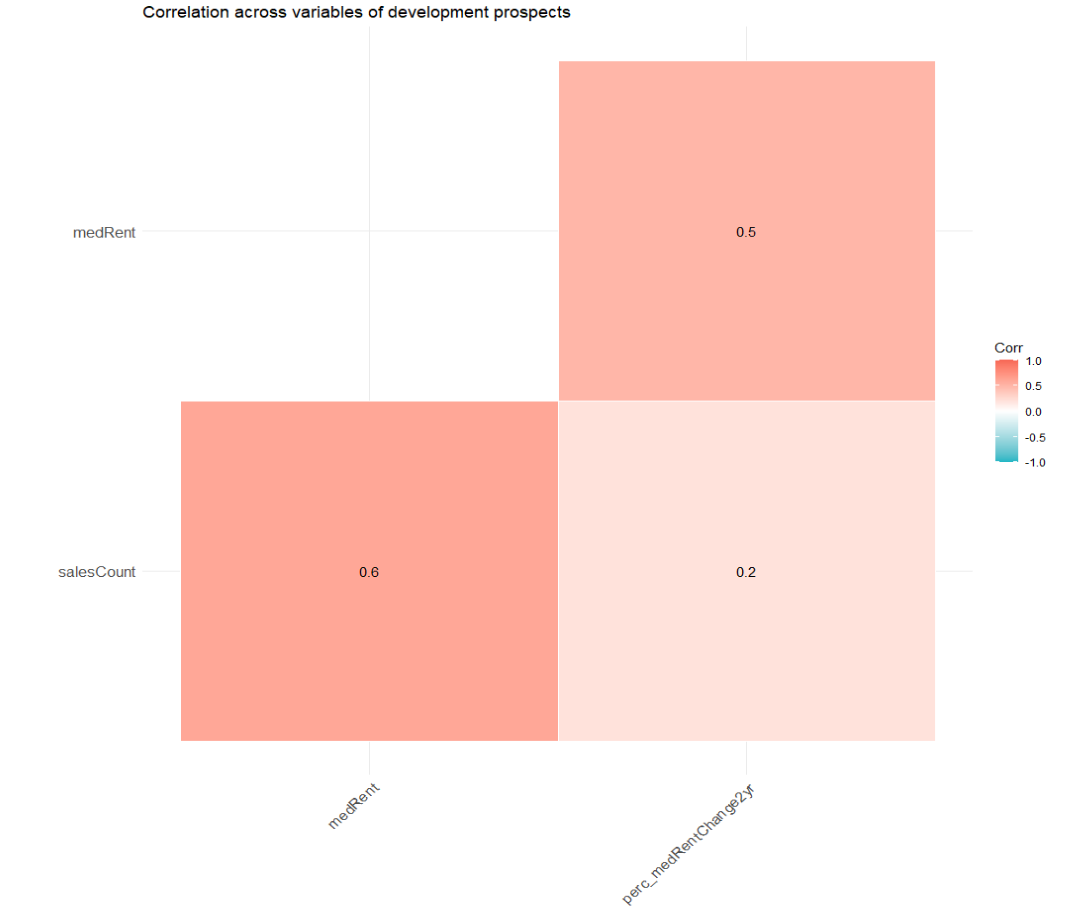 Correlation across variables of development prospects
medRent
0.5
Corr
1.0
0.5
0.0
-0.5
-1.0
salesCount
0.6
0.2
medRent
perc_medRentChange2yr